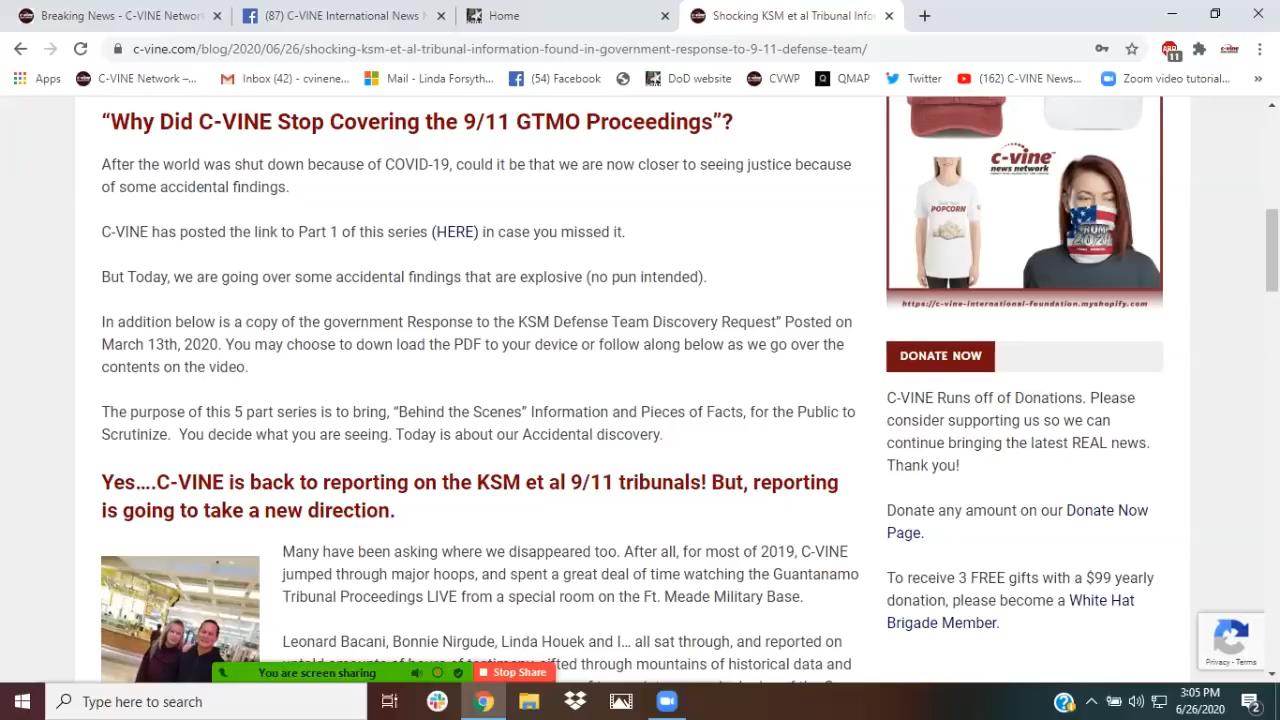 Breaking News - C-VINE Networ
(87) C-VINE International News
Home
Shocking KSM et al Tribunal Info
c-vine.com/blog/2020/06/26/shocking-ksm-et-al-tribunal-information-found-in-government-response-to-9-11-defense-team/
ABP
11
Apps
C-VINE Network –...
Inbox (42) - cvinene...
Mail - Linda Forsyth...
(54) Facebook
DoD website
CVWP
QMAP
Twitter
(162) C-VINE News...
Zoom video tutorial...
»
“Why Did C-VINE Stop Covering the 9/11 GTMO Proceedings”?
After the world was shut down because of COVID-19, could it be that we are now closer to seeing justice because
of some accidental findings.
C-VINE has posted the link to Part 1 of this series (HERE) in case you missed it.
But Today, we are going over some accidental findings that are explosive (no pun intended).
In addition below is a copy of the government Response to the KSM Defense Team Discovery Request” Posted on
March 13th, 2020. You may choose to down load the PDF to your device or follow along below as we go over the
contents on the video.
The purpose of this 5 part series is to bring, “Behind the Scenes” Information and Pieces of Facts, for the Public to
Scrutinize. You decide what you are seeing. Today is about our Accidental discovery.
Yes….C-VINE is back to reporting on the KSM et al 9/11 tribunals! But, reporting
is going to take a new direction.
Many have been asking where we disappeared too. After all, for most of 2019, C-VINE
jumped through major hoops, and spent a great deal of time watching the Guantanamo
Tribunal Proceedings LIVE from a special room on the Ft. Meade Military Base.
Leonard Bacani, Bonnie Nirgude, Linda Houek and I… all sat through, and reported on
c-vine
news network
POPCORN
TRUMP
2020
https://c-vine-international-foundation.myshopify.com
DONATE NOW
C-VINE Runs off of Donations. Please
consider supporting us so we can
continue bringing the latest REAL news.
Thank you!
Donate any amount on our Donate Now
Page.
To receive 3 FREE gifts with a $99 yearly
donation, please become a White Hat
Brigade Member.
Privacy - Terms
You are screen sharing
Stop Share
Type here to search
3:05 PM
6/26/2020
2